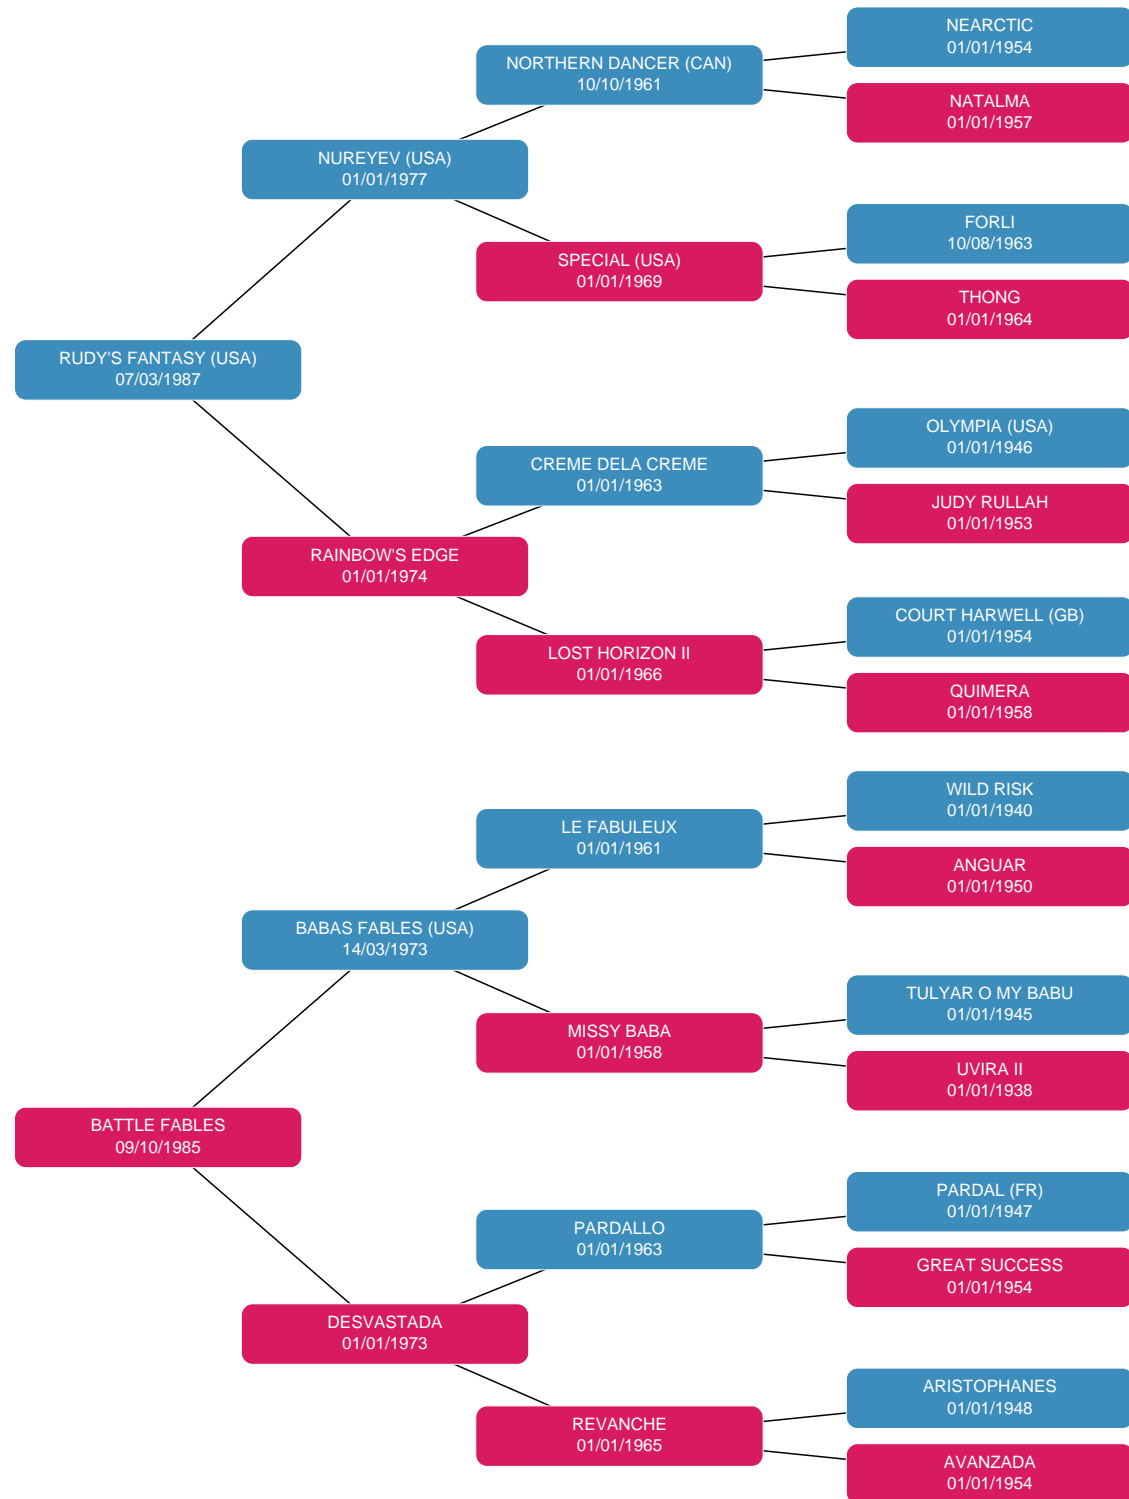 NEARCTIC
01/01/1954
NORTHERN DANCER (CAN)
10/10/1961
NATALMA
01/01/1957
NUREYEV (USA)
01/01/1977
FORLI
10/08/1963
SPECIAL (USA)
01/01/1969
THONG
01/01/1964
RUDY'S FANTASY (USA)
07/03/1987
OLYMPIA (USA)
01/01/1946
CREME DELA CREME
01/01/1963
JUDY RULLAH
01/01/1953
RAINBOW'S EDGE
01/01/1974
COURT HARWELL (GB)
01/01/1954
LOST HORIZON II
01/01/1966
QUIMERA
01/01/1958
WILD RISK
01/01/1940
LE FABULEUX
01/01/1961
ANGUAR
01/01/1950
BABAS FABLES (USA)
14/03/1973
TULYAR O MY BABU
01/01/1945
MISSY BABA
01/01/1958
UVIRA II
01/01/1938
BATTLE FABLES
09/10/1985
PARDAL (FR)
01/01/1947
PARDALLO
01/01/1963
GREAT SUCCESS
01/01/1954
DESVASTADA
01/01/1973
ARISTOPHANES
01/01/1948
REVANCHE
01/01/1965
AVANZADA
01/01/1954